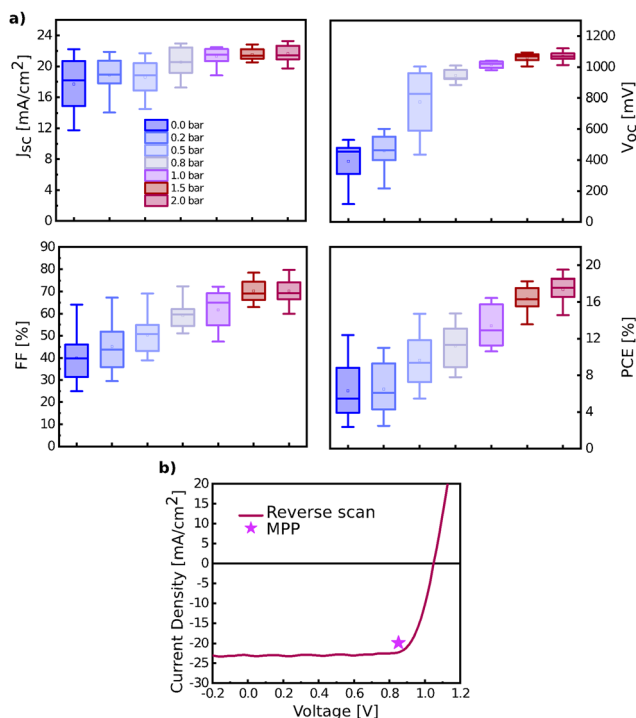 a)
24
20
16
12
8
4
0
J_SC [mA/cm²]
0.0 bar
0.2 bar
0.5 bar
0.8 bar
1.0 bar
1.5 bar
2.0 bar
1200
1000
800
600
400
200
0
V_OC [mV]
90
80
70
60
50
40
30
20
10
0
FF [%]
20
16
12
8
4
0
PCE [%]
b)
20
15
10
5
0
-5
-10
-15
-20
-25
-30
Current Density [mA/cm²]
Reverse scan
MPP
-0.2 0.0 0.2 0.4 0.6 0.8 1.0 1.2
Voltage [V]